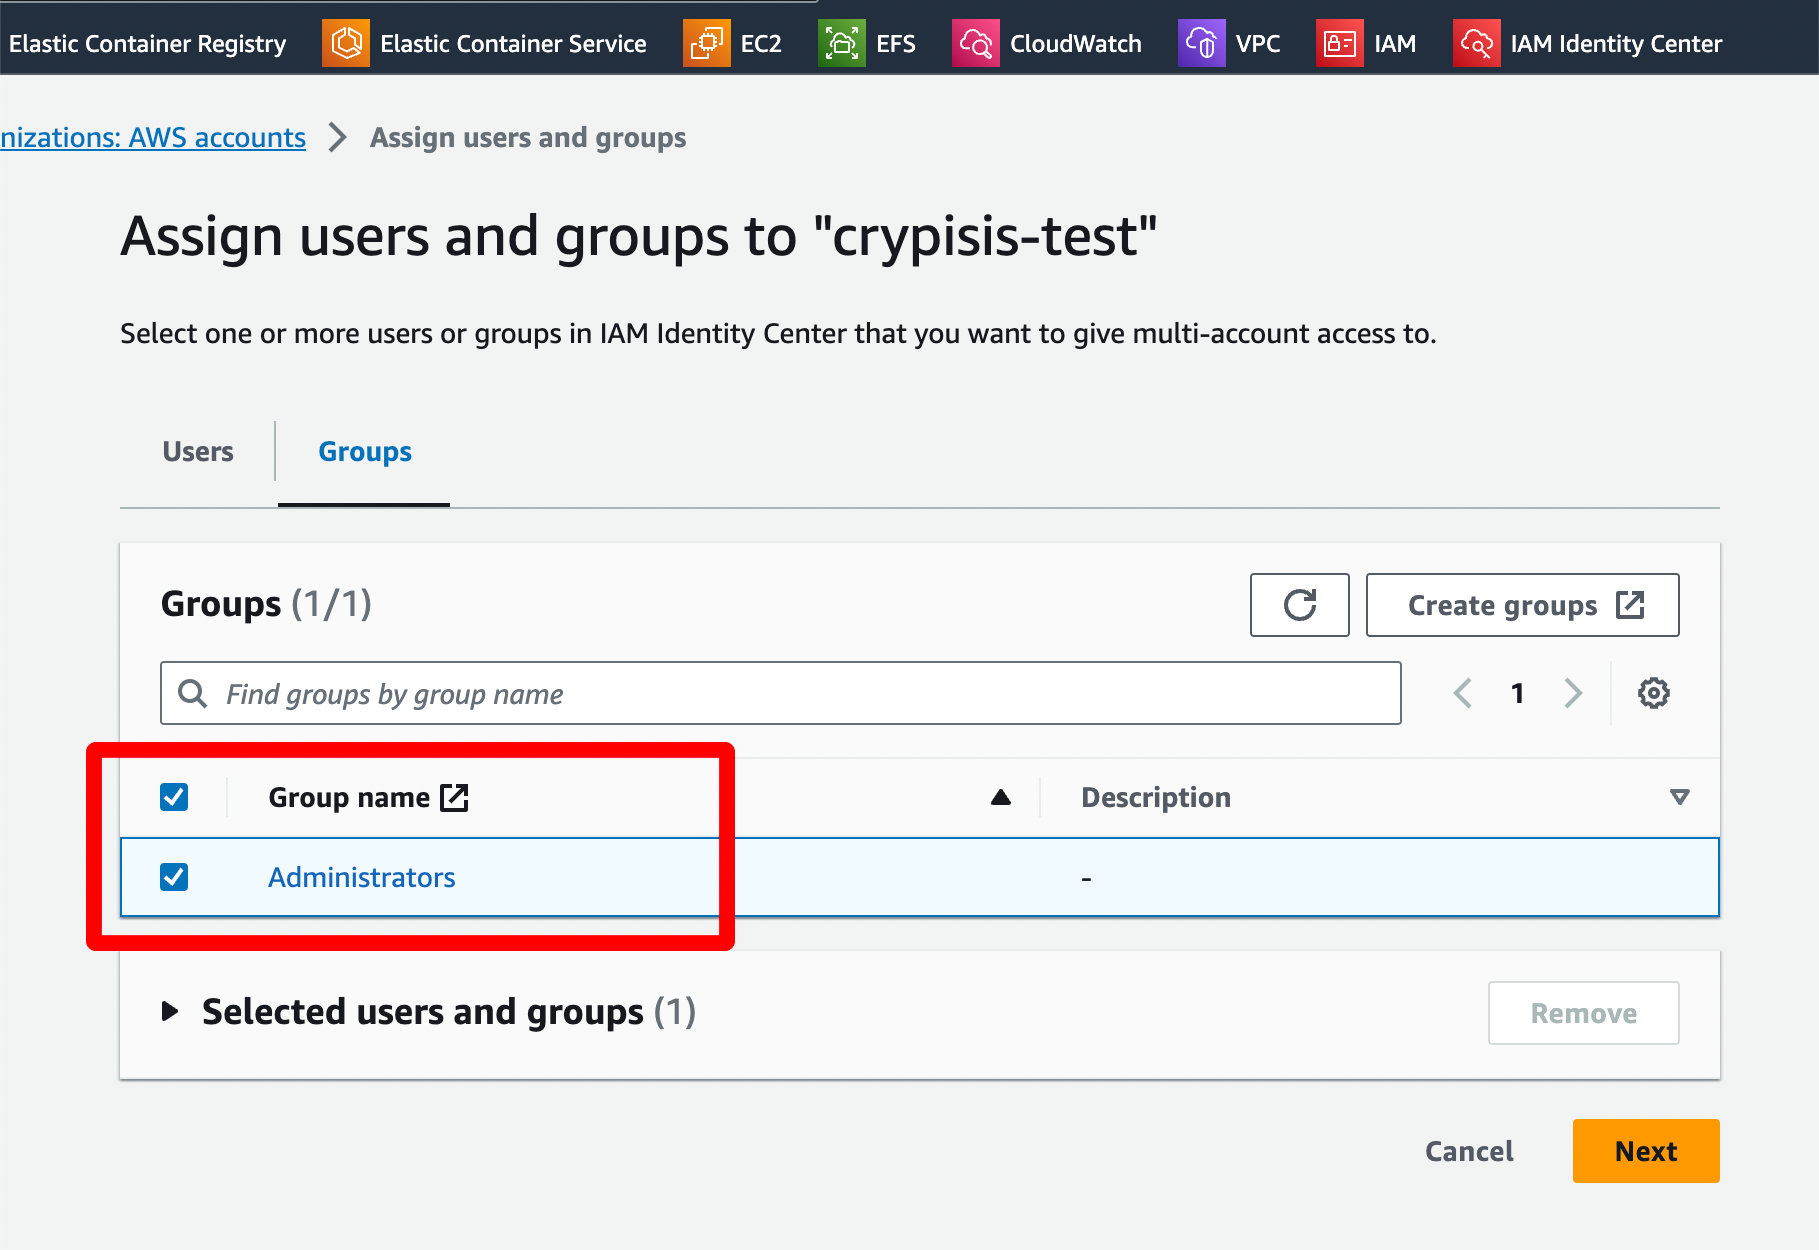 Elastic Container Registry Elastic Container Service EC2 EFS CloudWatch VPC IAM IAM Identity Center
nizations: AWS accounts > Assign users and groups
Assign users and groups to "crypisis-test"
Select one or more users or groups in IAM Identity Center that you want to give multi-account access to.
Users Groups
Groups (1/1) Create groups
Find groups by group name 1
Group name Description
Administrators -
Selected users and groups (1) Remove
Cancel Next